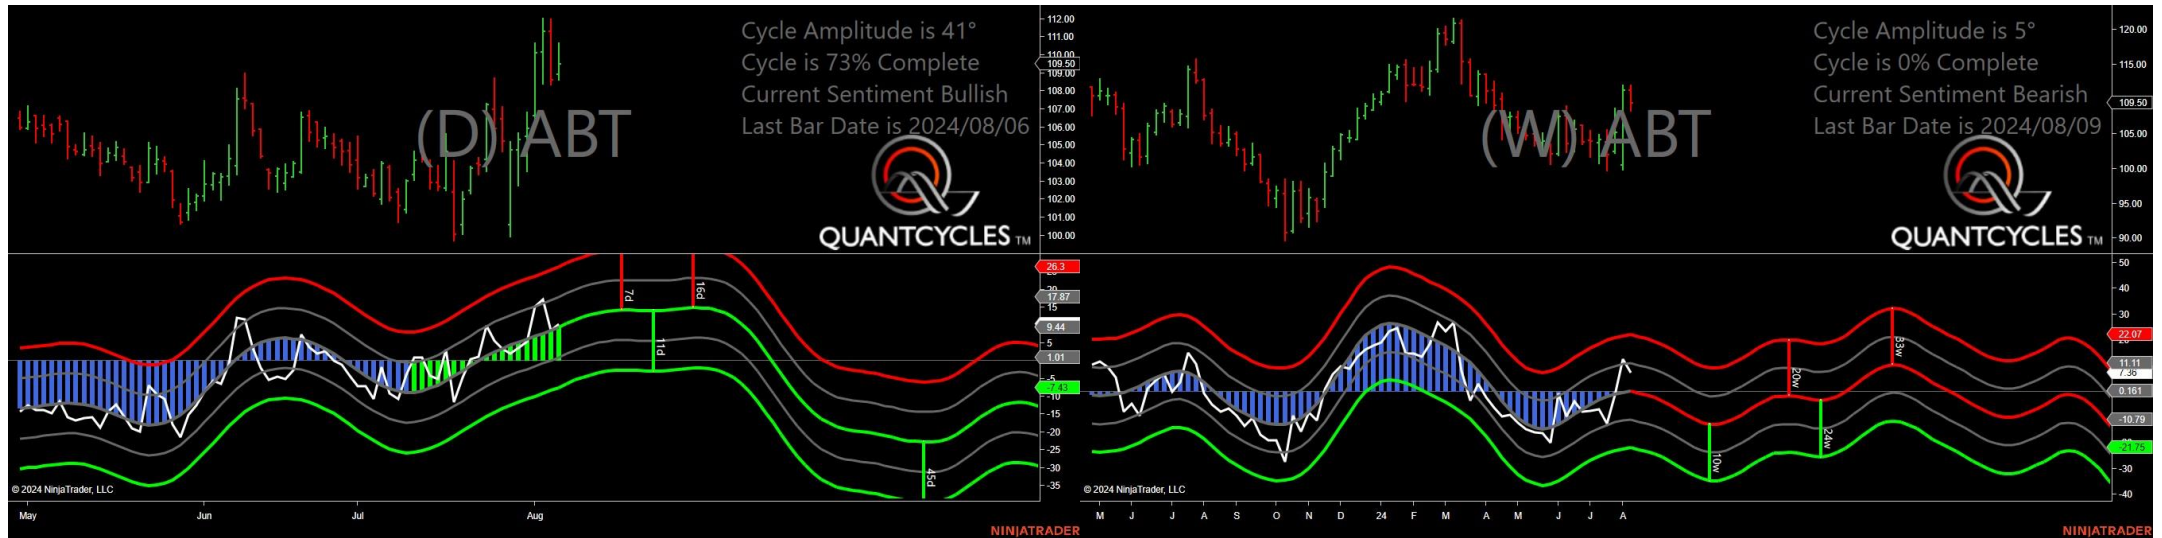 Cycle Amplitude is 41°
Cycle is 73% Complete
Current Sentiment Bullish
Last Bar Date is 2024/08/06
(D) ABT
QUANTCYCLES TM
112.00
111.00
110.00
109.50
109.00
108.00
107.00
106.00
105.00
104.00
103.00
102.00
101.00
100.00
26.3
17.87
15
9.44
5
1.01
-5
-7.43
-10
-15
-20
-25
-30
-35
7d
16d
11d
45d
© 2024 NinjaTrader, LLC
May
Jun
Jul
Aug
NINJATRADER
Cycle Amplitude is 5°
Cycle is 0% Complete
Current Sentiment Bearish
Last Bar Date is 2024/08/09
(W) ABT
QUANTCYCLES TM
120.00
115.00
109.50
105.00
100.00
95.00
90.00
50
40
30
22.07
11.11
7.36
0.161
-10.79
-21.75
-30
-40
20w
33w
10w
24w
© 2024 NinjaTrader, LLC
M
J
J
A
S
O
N
D
24
F
M
A
M
J
J
A
NINJATRADER